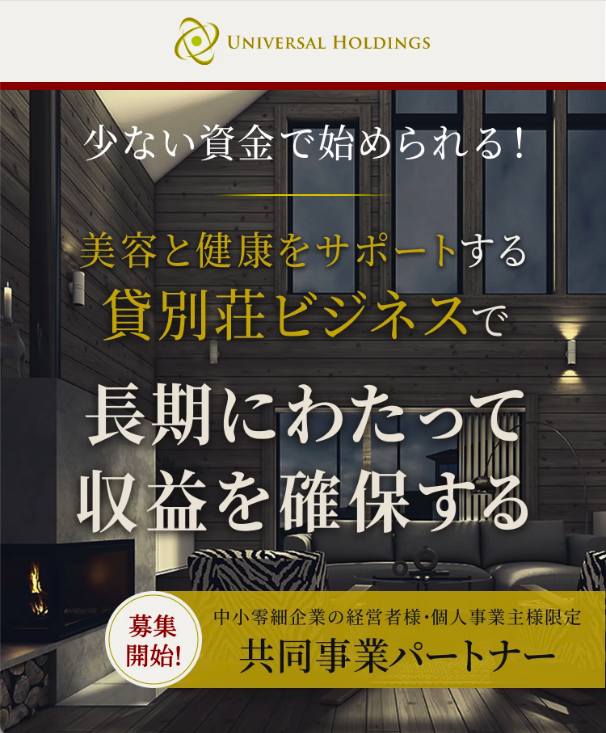 UNIVERSAL HOLDINGS
少ない資金で始められる！
美容と健康をサポートする
貸別荘ビジネスで
長期にわたって
収益を確保する
募集
開始!
中小零細企業の経営者様・個人事業主様限定
共同事業パートナー